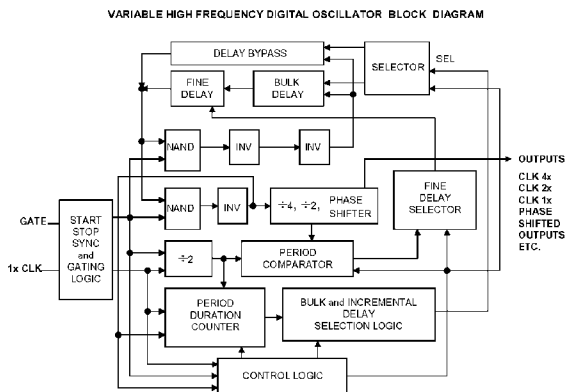 VARIABLE HIGH FREQUENCY DIGITAL OSCILLATOR BLOCK DIAGRAM
DELAY BYPASS
SELECTOR
SEL
FINE
DELAY
BULK
DELAY
NAND
INV
INV
OUTPUTS
CLK 4x
CLK 2x
CLK 1x
PHASE
SHIFTED
OUTPUTS
ETC.
NAND
INV
÷4, ÷2, PHASE
SHIFTER
FINE
DELAY
SELECTOR
GATE
1x CLK
START
STOP
SYNC
and
GATING
LOGIC
÷2
PERIOD
COMPARATOR
PERIOD
DURATION
COUNTER
BULK and INCREMENTAL
DELAY
SELECTION LOGIC
CONTROL LOGIC